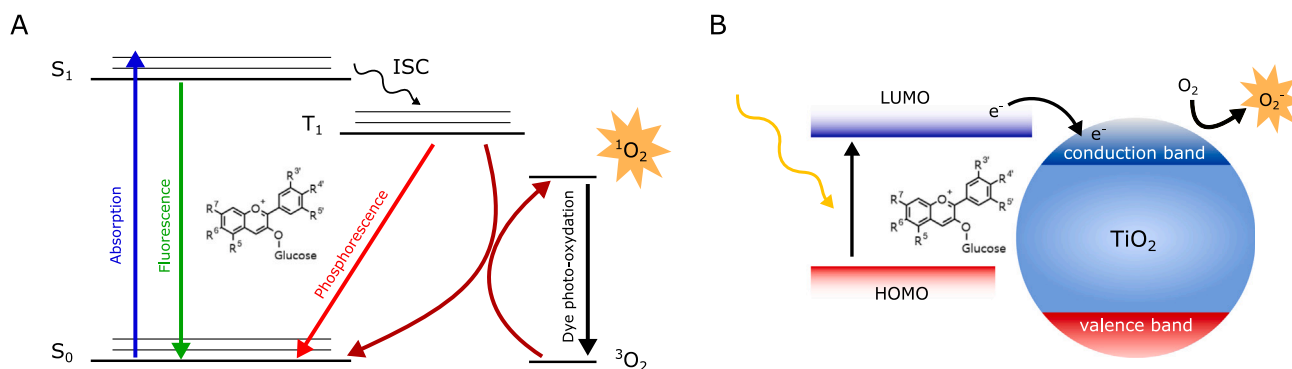 A
S₁
ISC
T₁
¹O₂
Absorption
Fluorescence
Phosphorescence
Dye photo-oxydation
R³'
R⁴'
R⁵'
R⁷
R⁶
R⁵
O⁺
O
Glucose
S₀
³O₂
B
LUMO
e⁻
e⁻
O₂
O₂⁻
conduction band
R³'
R⁴'
R⁵'
R⁷
R⁶
R⁵
O⁺
O
Glucose
TiO₂
HOMO
valence band